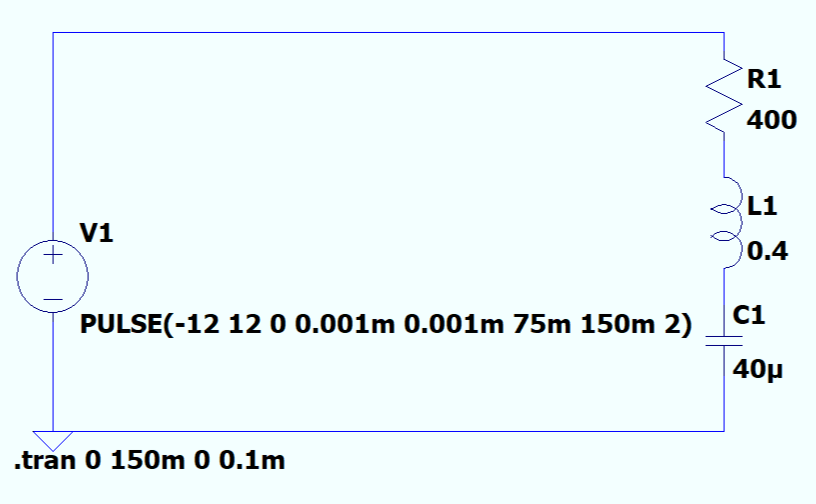 R1
400
L1
0.4
V1
+
−
PULSE(-12 12 0 0.001m 0.001m 75m 150m 2)
C1
40µ
.tran 0 150m 0 0.1m